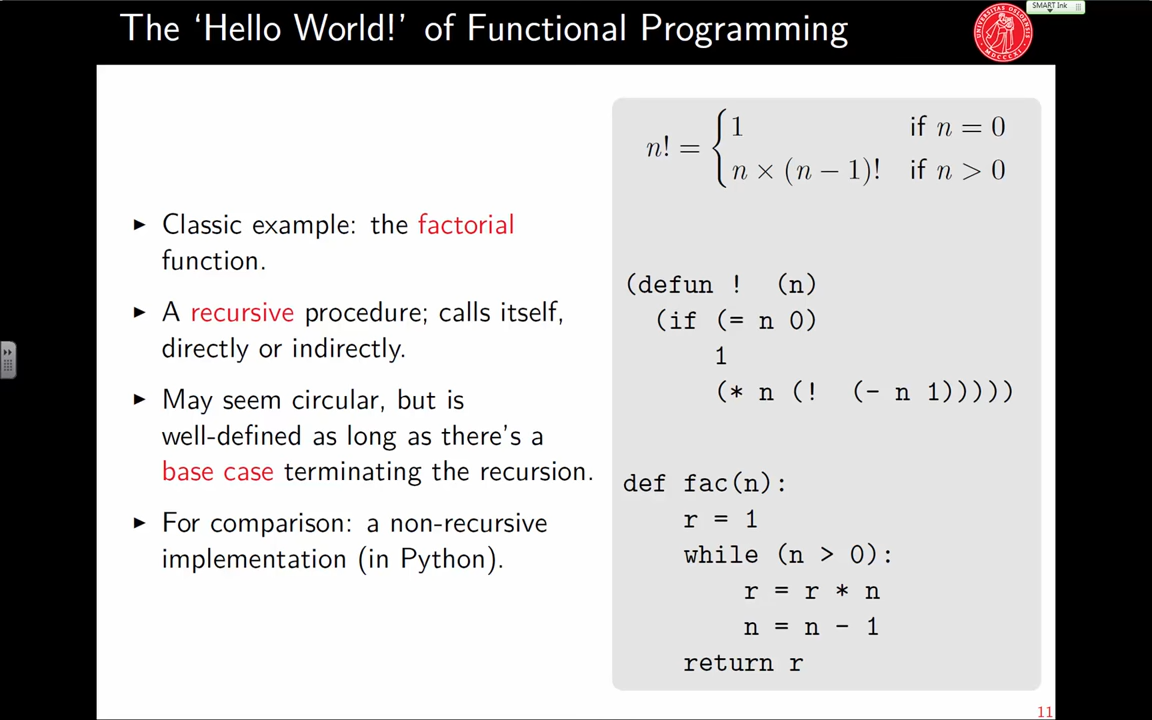 The ‘Hello World!’ of Functional Programming
SMART Ink
UNIVERSITAS OSLOENSIS
MDCCCXI
▶ Classic example: the factorial
function.
▶ A recursive procedure; calls itself,
directly or indirectly.
▶ May seem circular, but is
well-defined as long as there's a
base case terminating the recursion.
▶ For comparison: a non-recursive
implementation (in Python).
n! = { 1 if n = 0
n × (n − 1)! if n > 0
(defun ! (n)
(if (= n 0)
1
(* n (! (- n 1)))))
def fac(n):
r = 1
while (n > 0):
r = r * n
n = n - 1
return r
11